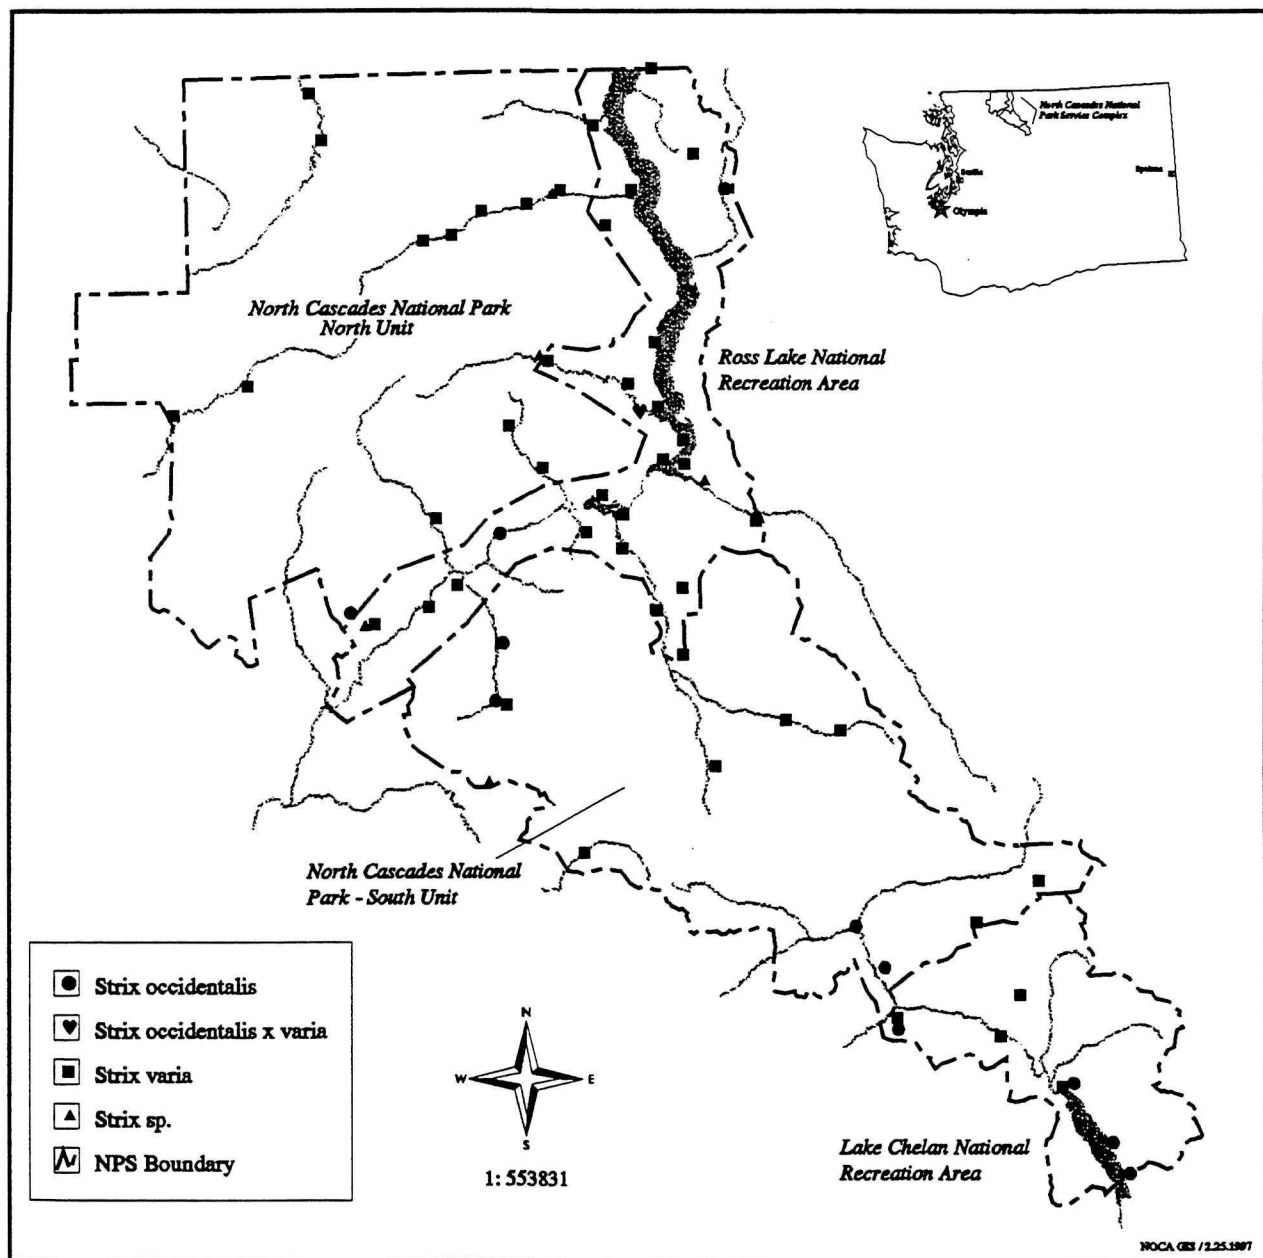 North Cascades National
Park Service Complex
Seattle
Spokane
Olympia
North Cascades National Park
North Unit
Ross Lake National
Recreation Area
North Cascades National
Park - South Unit
Strix occidentalis
Strix occidentalis x varia
Strix varia
Strix sp.
NPS Boundary
N
W E
S
1: 553831
Lake Chelan National
Recreation Area
NOCA GIS / 2.25.1997